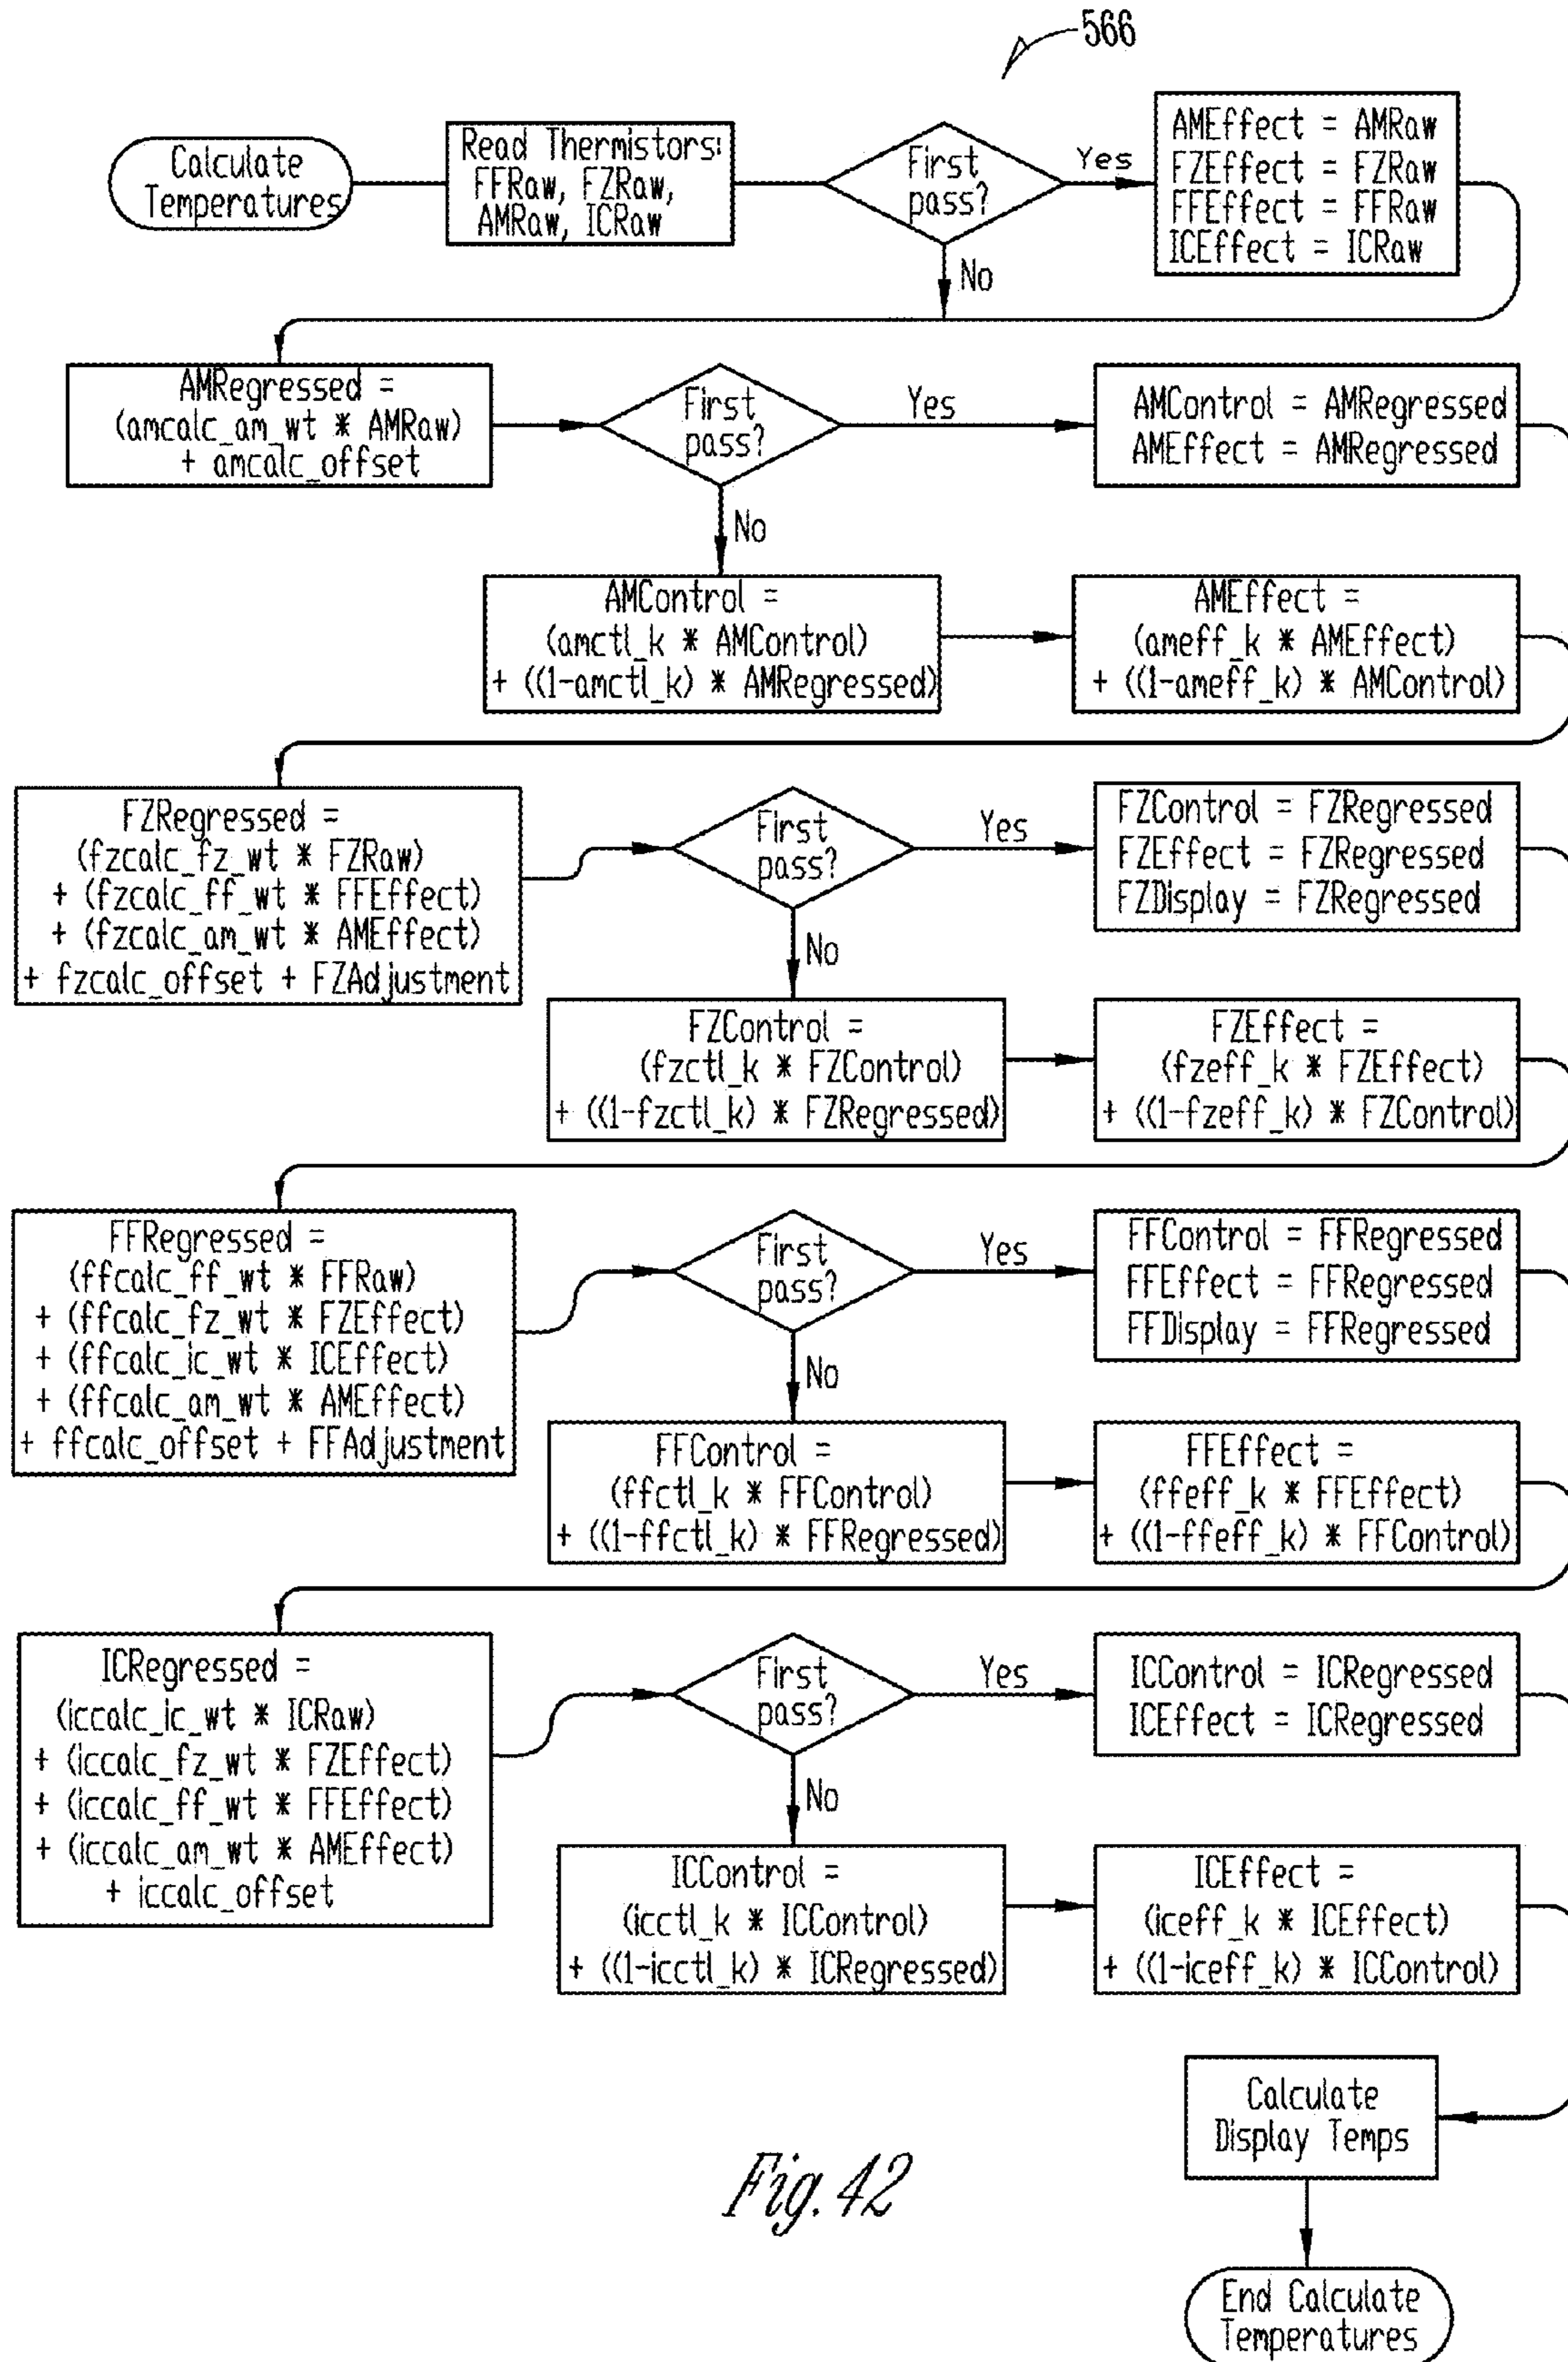 566
Calculate
Temperatures
Read Thermistors:
FFRaw, FZRaw,
AMRaw, ICRaw
First
pass?
Yes
No
AMEffect = AMRaw
FZEffect = FZRaw
FFEffect = FFRaw
ICEffect = ICRaw
AMRegressed =
(amcalc_am_wt * AMRaw)
+ amcalc_offset
First
pass?
Yes
No
AMControl = AMRegressed
AMEffect = AMRegressed
AMControl =
(amctl_k * AMControl)
+ ((1-amctl_k) * AMRegressed)
AMEffect =
(ameff_k * AMEffect)
+ ((1-ameff_k) * AMControl)
FZRegressed =
(fzcalc_fz_wt * FZRaw)
+ (fzcalc_ff_wt * FFEffect)
+ (fzcalc_am_wt * AMEffect)
+ fzcalc_offset + FZAdjustment
First
pass?
Yes
No
FZControl = FZRegressed
FZEffect = FZRegressed
FZDisplay = FZRegressed
FZControl =
(fzctl_k * FZControl)
+ ((1-fzctl_k) * FZRegressed)
FZEffect =
(fzeff_k * FZEffect)
+ ((1-fzeff_k) * FZControl)
FFRegressed =
(ffcalc_ff_wt * FFRaw)
+ (ffcalc_fz_wt * FZEffect)
+ (ffcalc_ic_wt * ICEffect)
+ (ffcalc_am_wt * AMEffect)
+ ffcalc_offset + FFAdjustment
First
pass?
Yes
No
FFControl = FFRegressed
FFEffect = FFRegressed
FFDisplay = FFRegressed
FFControl =
(ffctl_k * FFControl)
+ ((1-ffctl_k) * FFRegressed)
FFEffect =
(ffeff_k * FFEffect)
+ ((1-ffeff_k) * FFControl)
ICRegressed =
(iccalc_ic_wt * ICRaw)
+ (iccalc_fz_wt * FZEffect)
+ (iccalc_ff_wt * FFEffect)
+ (iccalc_am_wt * AMEffect)
+ iccalc_offset
First
pass?
Yes
No
ICControl = ICRegressed
ICEffect = ICRegressed
ICControl =
(icctl_k * ICControl)
+ ((1-icctl_k) * ICRegressed)
ICEffect =
(iceff_k * ICEffect)
+ ((1-iceff_k) * ICControl)
Calculate
Display Temps
End Calculate
Temperatures
Fig. 42